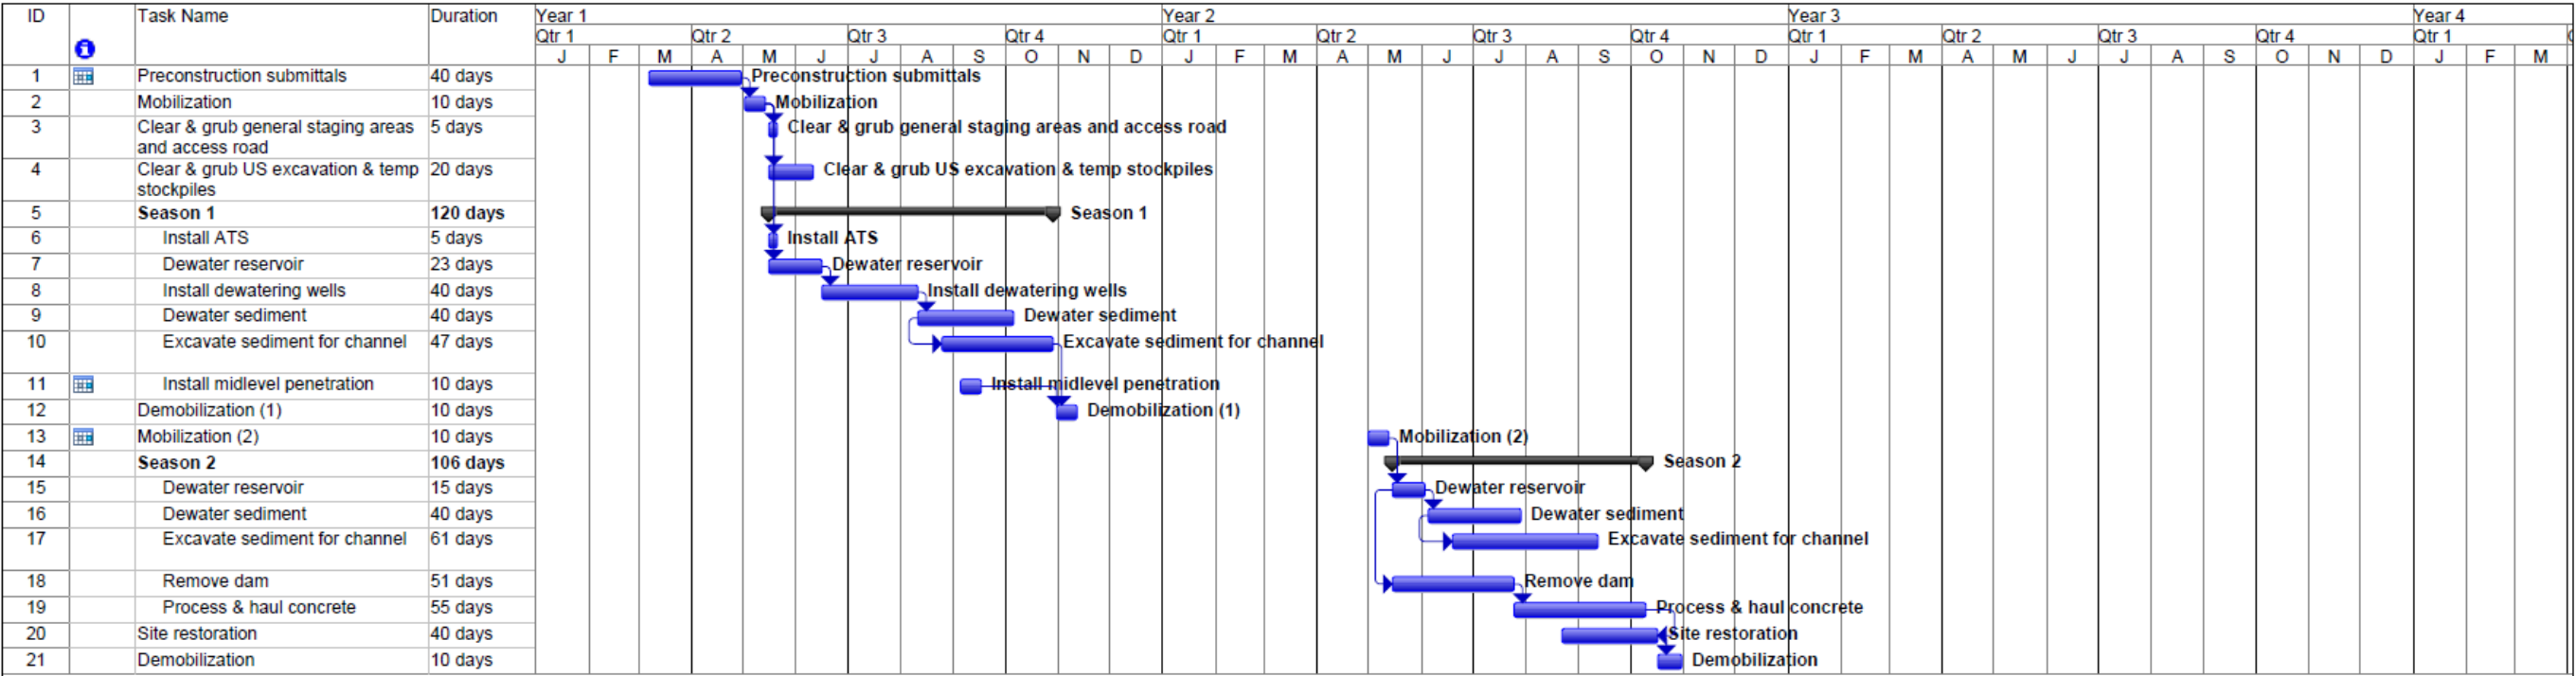 ID Task Name Duration Year 1 Year 2 Year 3 Year 4
Qtr 1 Qtr 2 Qtr 3 Qtr 4 Qtr 1 Qtr 2 Qtr 3 Qtr 4 Qtr 1 Qtr 2 Qtr 3 Qtr 4 Qtr 1
J F M A M J J A S O N D J F M A M J J A S O N D J F M A M J J A S O N D J F M
1 Preconstruction submittals 40 days Preconstruction submittals
2 Mobilization 10 days Mobilization
3 Clear & grub general staging areas 5 days Clear & grub general staging areas and access road
and access road
4 Clear & grub US excavation & temp 20 days Clear & grub US excavation & temp stockpiles
stockpiles
5 Season 1 120 days Season 1
6 Install ATS 5 days Install ATS
7 Dewater reservoir 23 days Dewater reservoir
8 Install dewatering wells 40 days Install dewatering wells
9 Dewater sediment 40 days Dewater sediment
10 Excavate sediment for channel 47 days Excavate sediment for channel
11 Install midlevel penetration 10 days Install midlevel penetration
12 Demobilization (1) 10 days Demobilization (1)
13 Mobilization (2) 10 days Mobilization (2)
14 Season 2 106 days Season 2
15 Dewater reservoir 15 days Dewater reservoir
16 Dewater sediment 40 days Dewater sediment
17 Excavate sediment for channel 61 days Excavate sediment for channel
18 Remove dam 51 days Remove dam
19 Process & haul concrete 55 days Process & haul concrete
20 Site restoration 40 days Site restoration
21 Demobilization 10 days Demobilization